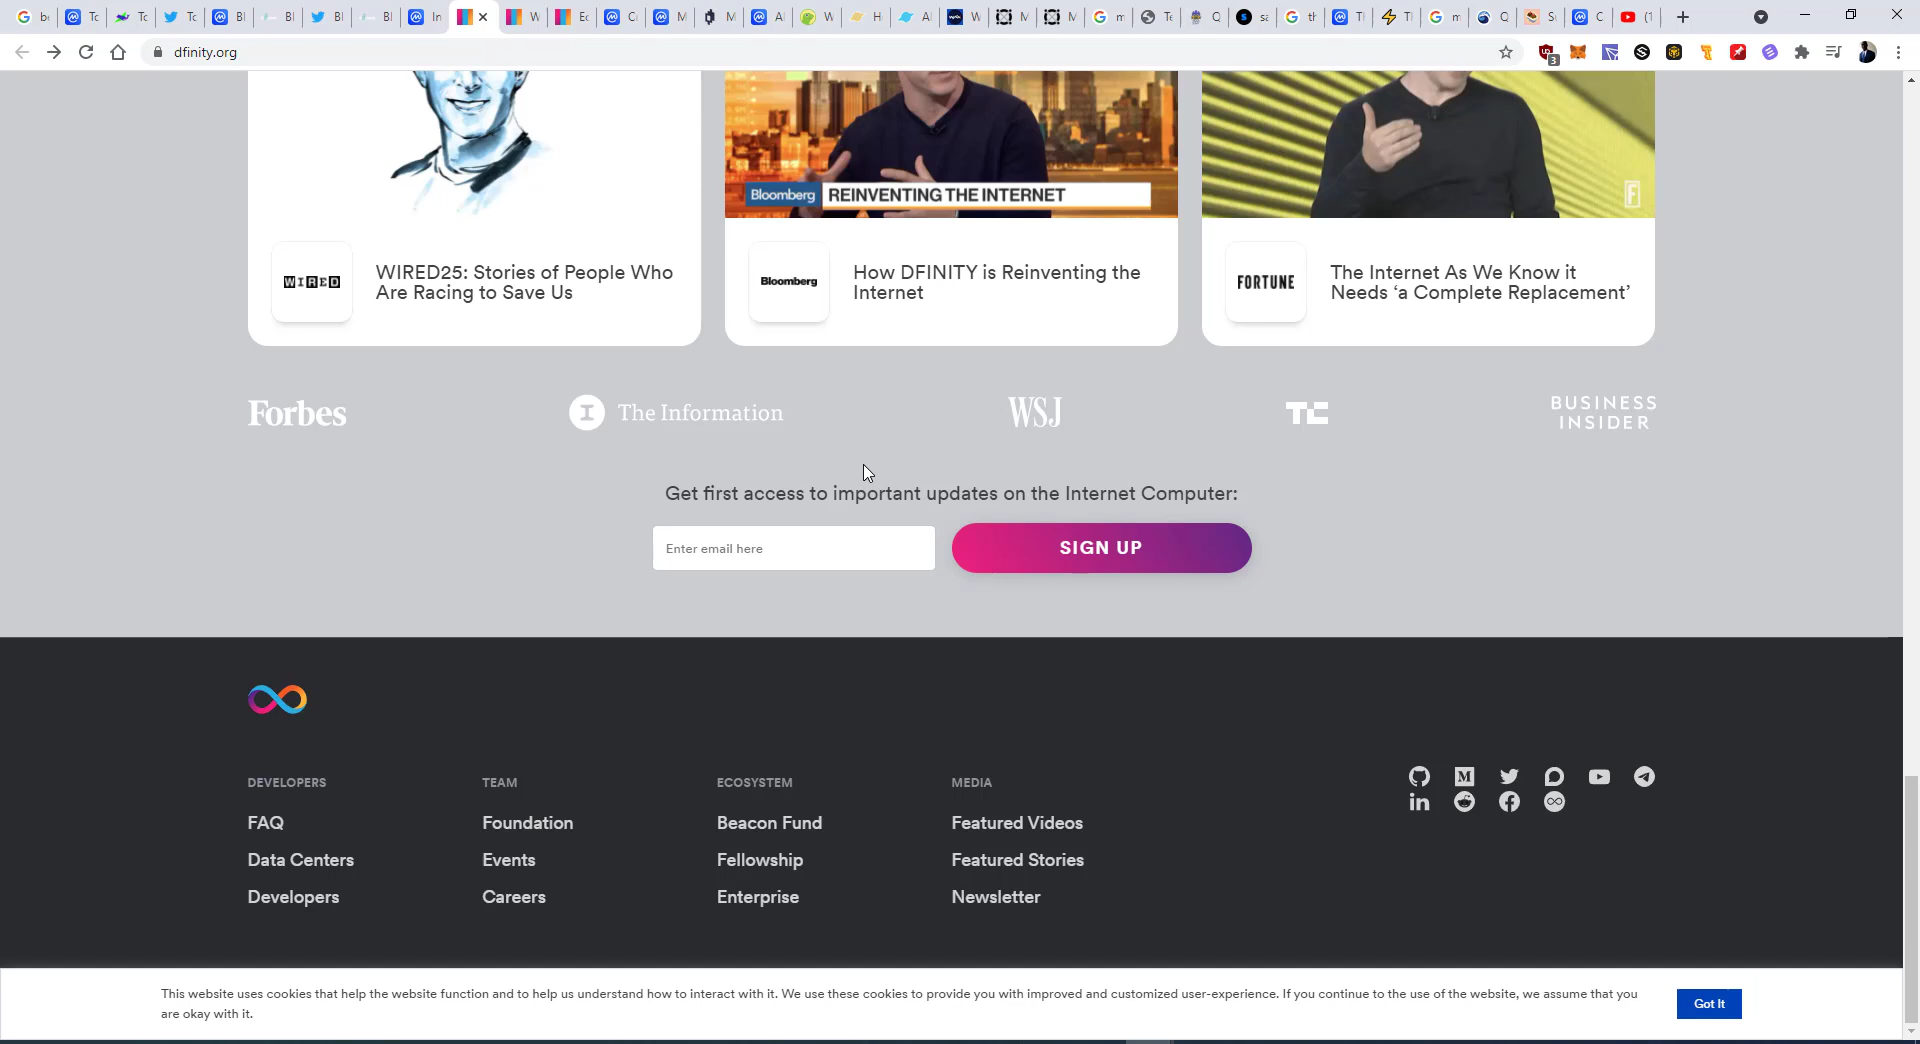 dfinity.org
3
Bloomberg REINVENTING THE INTERNET
F
WIRED
WIRED25: Stories of People Who
Are Racing to Save Us
Bloomberg
How DFINITY is Reinventing the
Internet
FORTUNE
The Internet As We Know it
Needs ‘a Complete Replacement’
Forbes
I The Information
WSJ
TC
BUSINESS
INSIDER
Get first access to important updates on the Internet Computer:
Enter email here
SIGN UP
DEVELOPERS
FAQ
Data Centers
Developers
TEAM
Foundation
Events
Careers
ECOSYSTEM
Beacon Fund
Fellowship
Enterprise
MEDIA
Featured Videos
Featured Stories
Newsletter
This website uses cookies that help the website function and to help us understand how to interact with it. We use these cookies to provide you with improved and customized user-experience. If you continue to the use of the website, we assume that you
are okay with it.
Got It